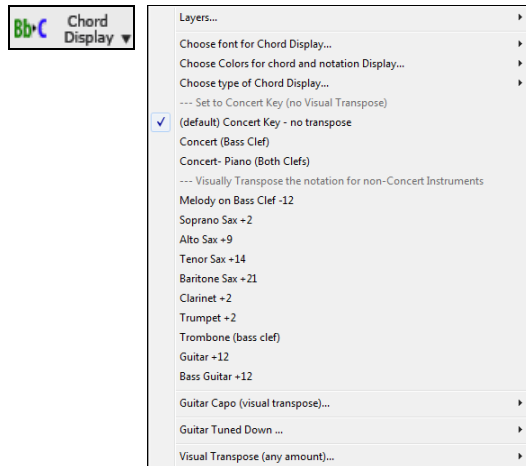 Bb▸C
Chord
Display ▼
Layers...
Choose font for Chord Display...
Choose Colors for chord and notation Display...
Choose type of Chord Display...
--- Set to Concert Key (no Visual Transpose)
(default) Concert Key - no transpose
Concert (Bass Clef)
Concert- Piano (Both Clefs)
--- Visually Transpose the notation for non-Concert Instruments
Melody on Bass Clef -12
Soprano Sax +2
Alto Sax +9
Tenor Sax +14
Baritone Sax +21
Clarinet +2
Trumpet +2
Trombone (bass clef)
Guitar +12
Bass Guitar +12
Guitar Capo (visual transpose)...
Guitar Tuned Down ...
Visual Transpose (any amount)...